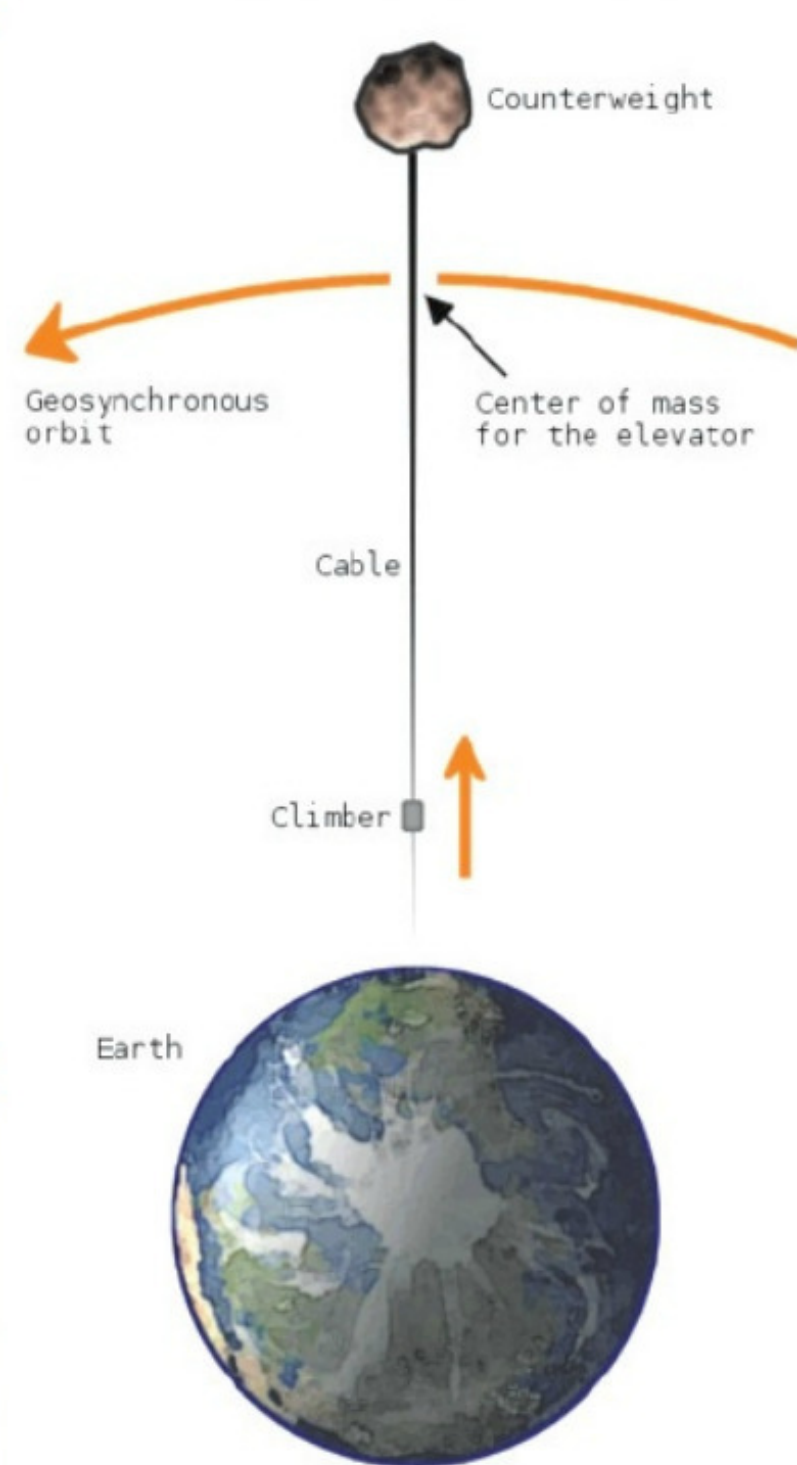 Counterweight
Geosynchronous
orbit
Center of mass
for the elevator
Cable
Climber
Earth